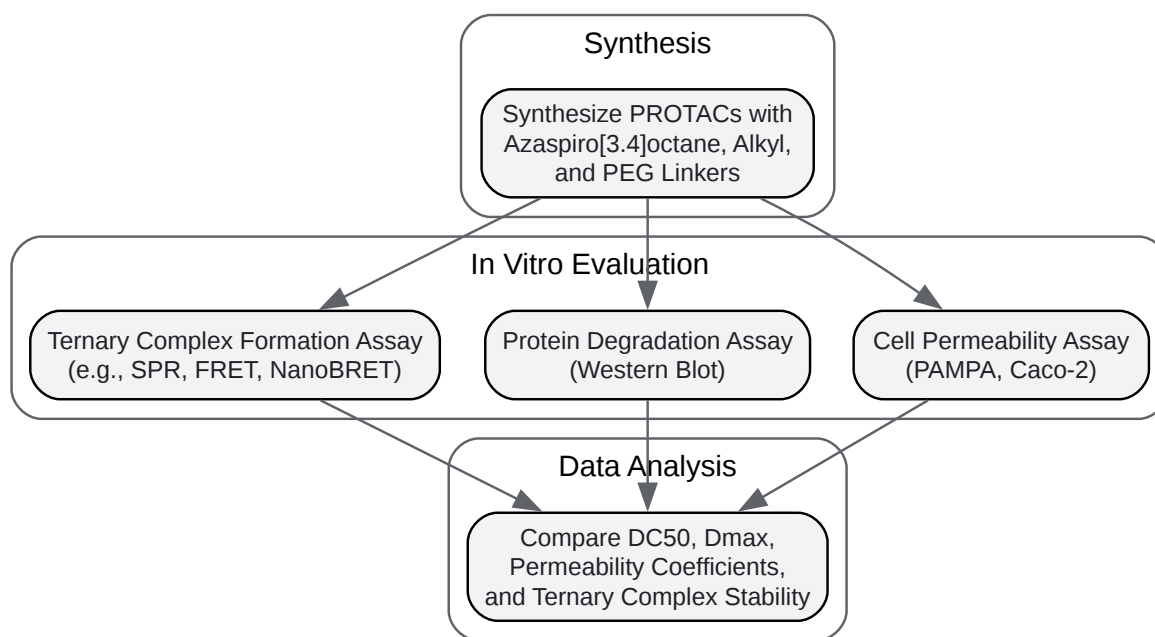 Synthesis
Synthesize PROTACs with
Azaspiro[3.4]octane, Alkyl,
and PEG Linkers
In Vitro Evaluation
Ternary Complex Formation Assay
(e.g., SPR, FRET, NanoBRET)
Protein Degradation Assay
(Western Blot)
Cell Permeability Assay
(PAMPA, Caco-2)
Data Analysis
Compare DC50, Dmax,
Permeability Coefficients,
and Ternary Complex Stability